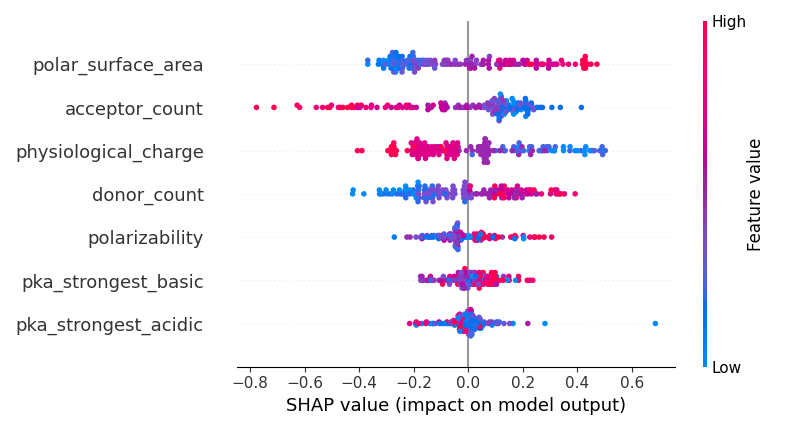 High
polar_surface_area
acceptor_count
physiological_charge
donor_count
polarizability
pka_strongest_basic
pka_strongest_acidic
Feature value
Low
−0.8 −0.6 −0.4 −0.2 0.0 0.2 0.4 0.6
SHAP value (impact on model output)